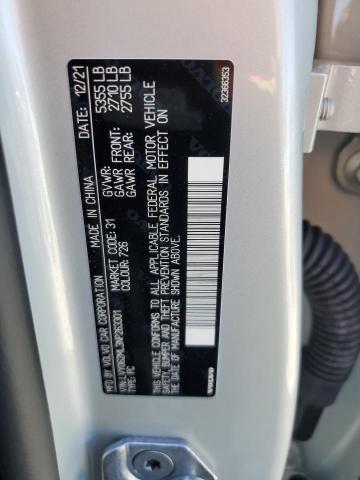 MFD BY VOLVO CAR CORPORATION
MADE IN CHINA
DATE: 12/21
GVWR: 5355 LB
GAWR FRONT: 2710 LB
GAWR REAR: 2755 LB
MARKET CODE: 31
COLOUR: 726
TYPE: PC
THIS VEHICLE CONFORMS TO ALL APPLICABLE FEDERAL MOTOR VEHICLE
SAFETY, BUMPER AND THEFT PREVENTION STANDARDS IN EFFECT ON
THE DATE OF MANUFACTURE SHOWN ABOVE.
VOLVO
32366353